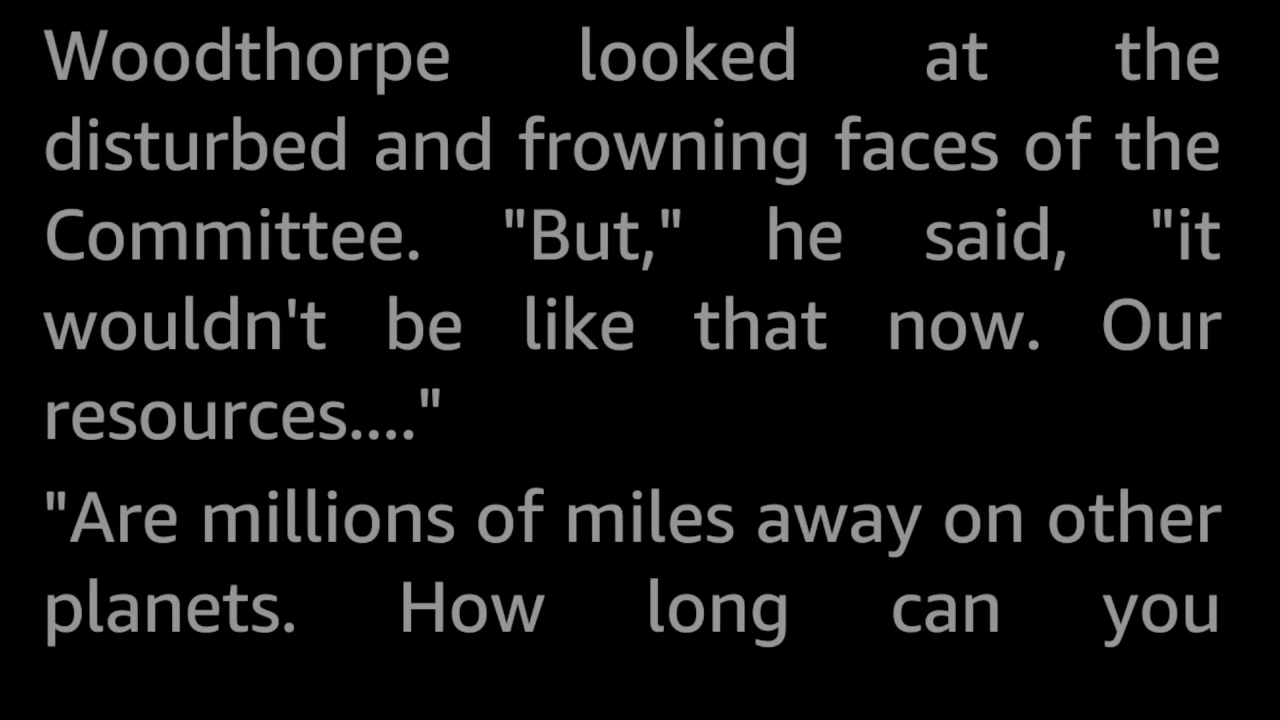 Woodthorpe looked at the
disturbed and frowning faces of the
Committee. "But," he said, "it
wouldn't be like that now. Our
resources...."
"Are millions of miles away on other
planets. How long can you